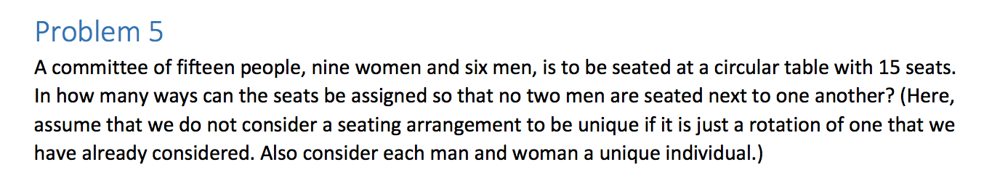 Problem 5
A committee of fifteen people, nine women and six men, is to be seated at a circular table with 15 seats.
In how many ways can the seats be assigned so that no two men are seated next to one another? (Here,
assume that we do not consider a seating arrangement to be unique if it is just a rotation of one that we
have already considered. Also consider each man and woman a unique individual.)